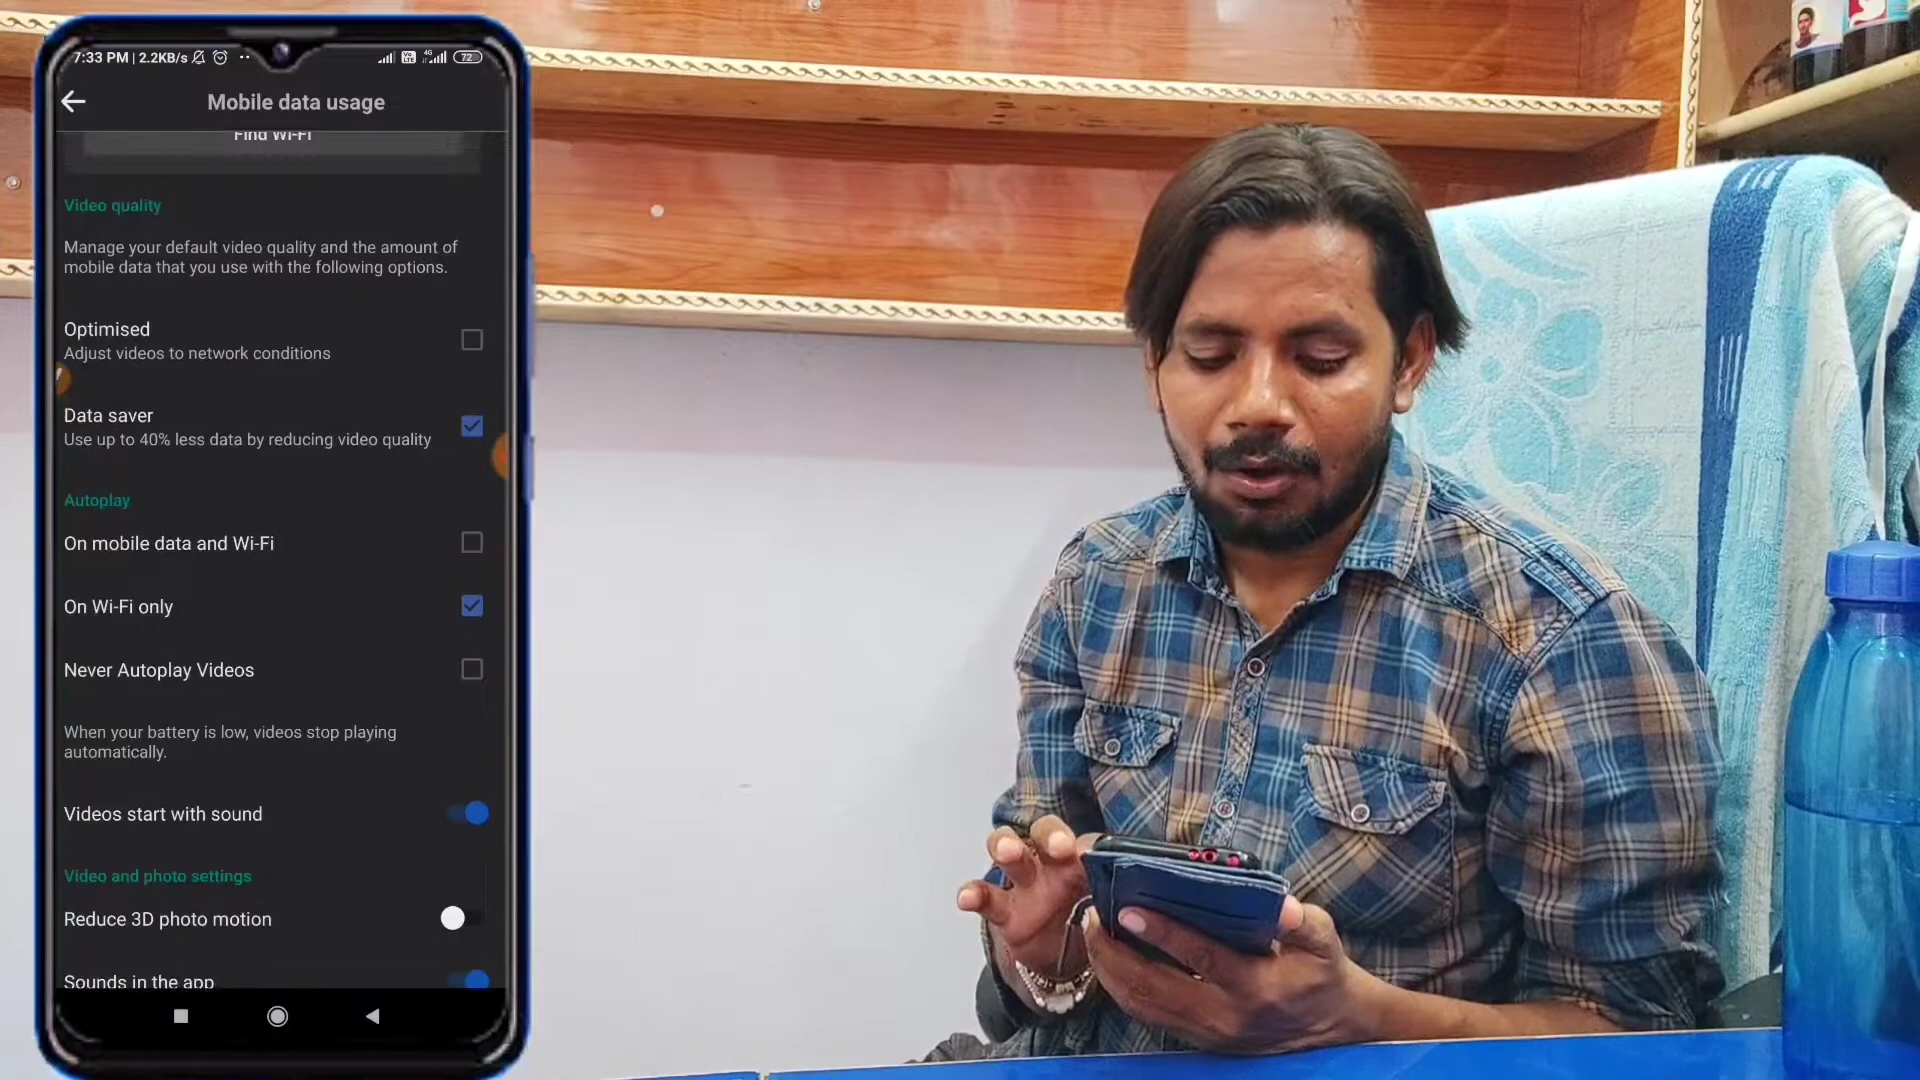 7:33 PM | 2.2KB/s
Vo LTE
4G
72
Mobile data usage
Find Wi-Fi
Video quality
Manage your default video quality and the amount of
mobile data that you use with the following options.
Optimised
Adjust videos to network conditions
Data saver
Use up to 40% less data by reducing video quality
Autoplay
On mobile data and Wi-Fi
On Wi-Fi only
Never Autoplay Videos
When your battery is low, videos stop playing
automatically.
Videos start with sound
Video and photo settings
Reduce 3D photo motion
Sounds in the app